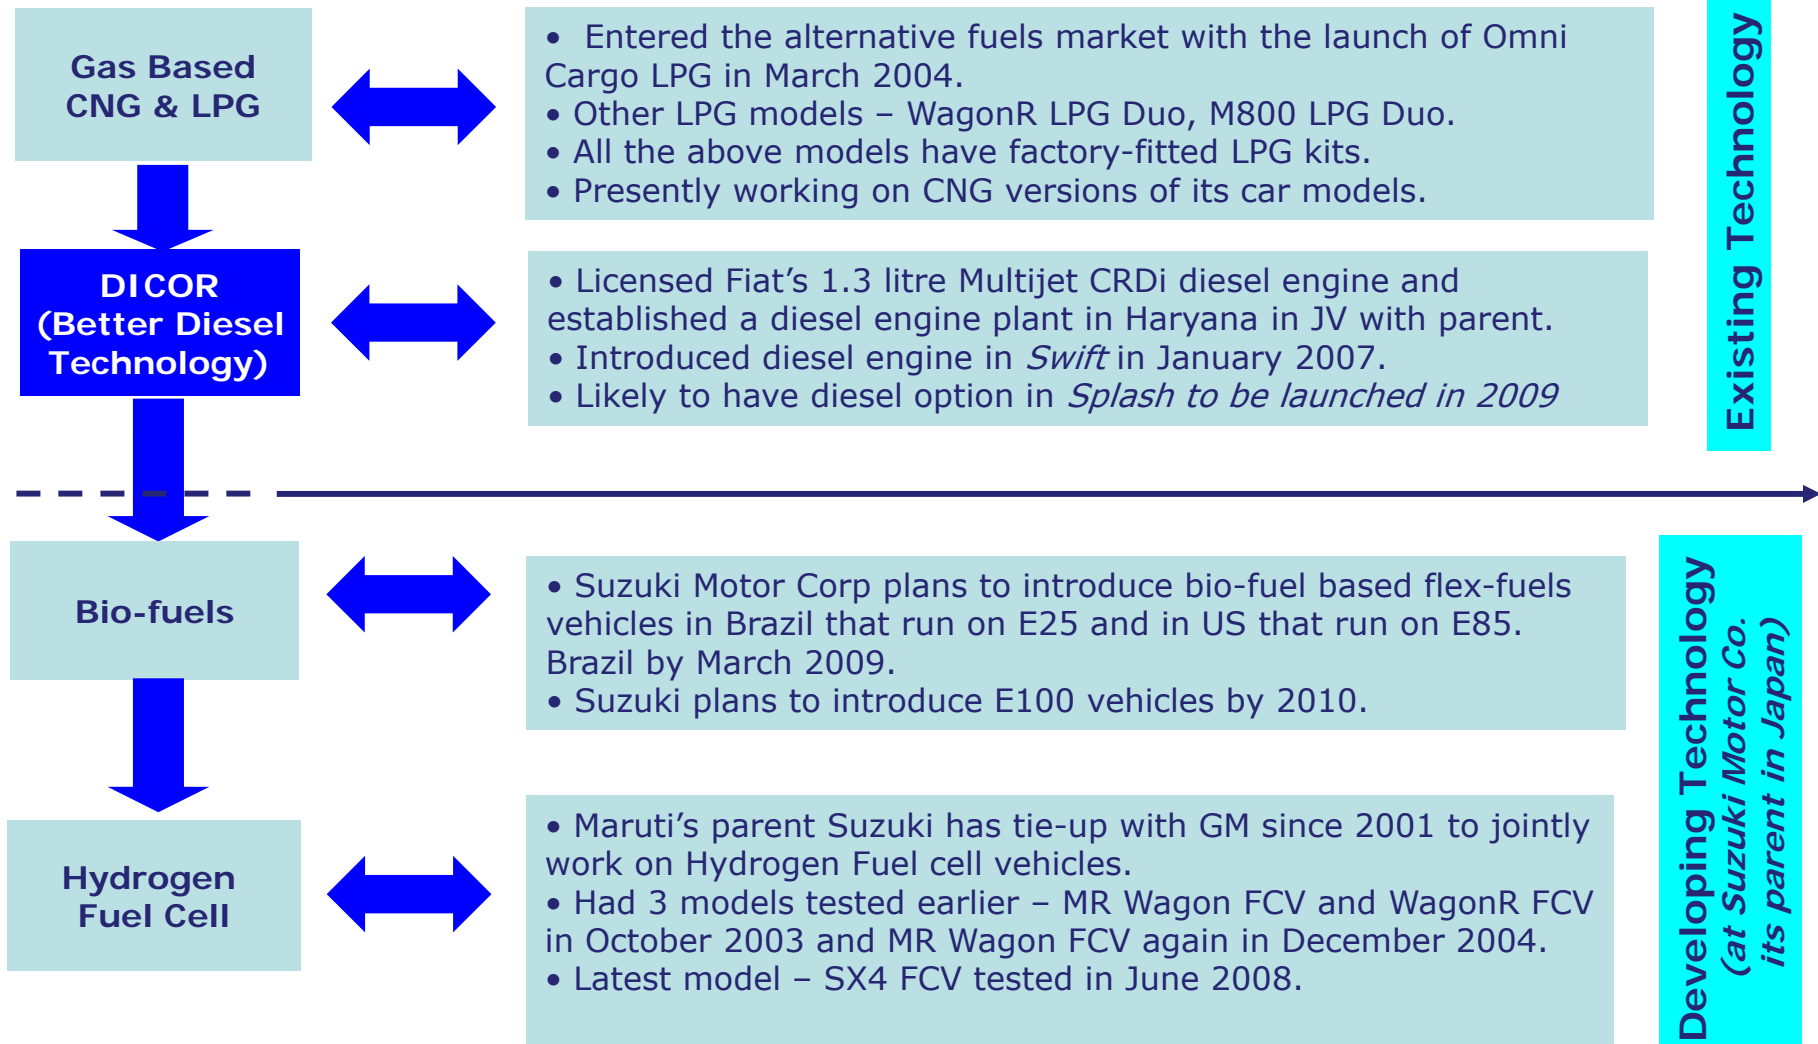 Gas Based
CNG & LPG
• Entered the alternative fuels market with the launch of Omni
Cargo LPG in March 2004.
• Other LPG models – WagonR LPG Duo, M800 LPG Duo.
• All the above models have factory-fitted LPG kits.
• Presently working on CNG versions of its car models.
Existing Technology
DICOR
(Better Diesel
Technology)
• Licensed Fiat’s 1.3 litre Multijet CRDi diesel engine and
established a diesel engine plant in Haryana in JV with parent.
• Introduced diesel engine in Swift in January 2007.
• Likely to have diesel option in Splash to be launched in 2009
Bio-fuels
• Suzuki Motor Corp plans to introduce bio-fuel based flex-fuels
vehicles in Brazil that run on E25 and in US that run on E85.
Brazil by March 2009.
• Suzuki plans to introduce E100 vehicles by 2010.
Developing Technology
(at Suzuki Motor Co.
its parent in Japan)
Hydrogen
Fuel Cell
• Maruti’s parent Suzuki has tie-up with GM since 2001 to jointly
work on Hydrogen Fuel cell vehicles.
• Had 3 models tested earlier – MR Wagon FCV and WagonR FCV
in October 2003 and MR Wagon FCV again in December 2004.
• Latest model – SX4 FCV tested in June 2008.